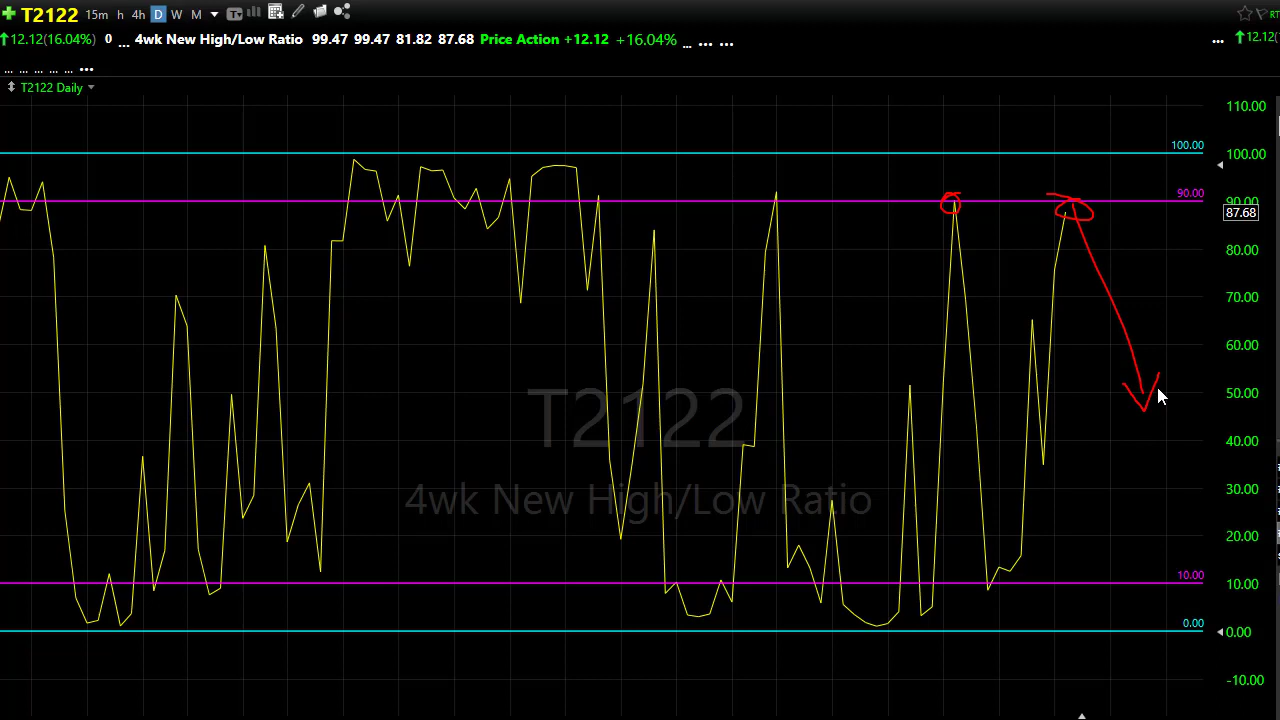 T2122 15m h 4h D W M T
12.12(16.04%) 0 ... 4wk New High/Low Ratio 99.47 99.47 81.82 87.68 Price Action +12.12 +16.04% ... ... ... ... 12.12(
... ... ... ... ... ...
T2122 Daily
110.00
100.00 100.00
90.00 90.00
87.68
80.00
70.00
60.00
50.00
T2122
40.00
4wk New High/Low Ratio
30.00
20.00
10.00 10.00
0.00 0.00
-10.00